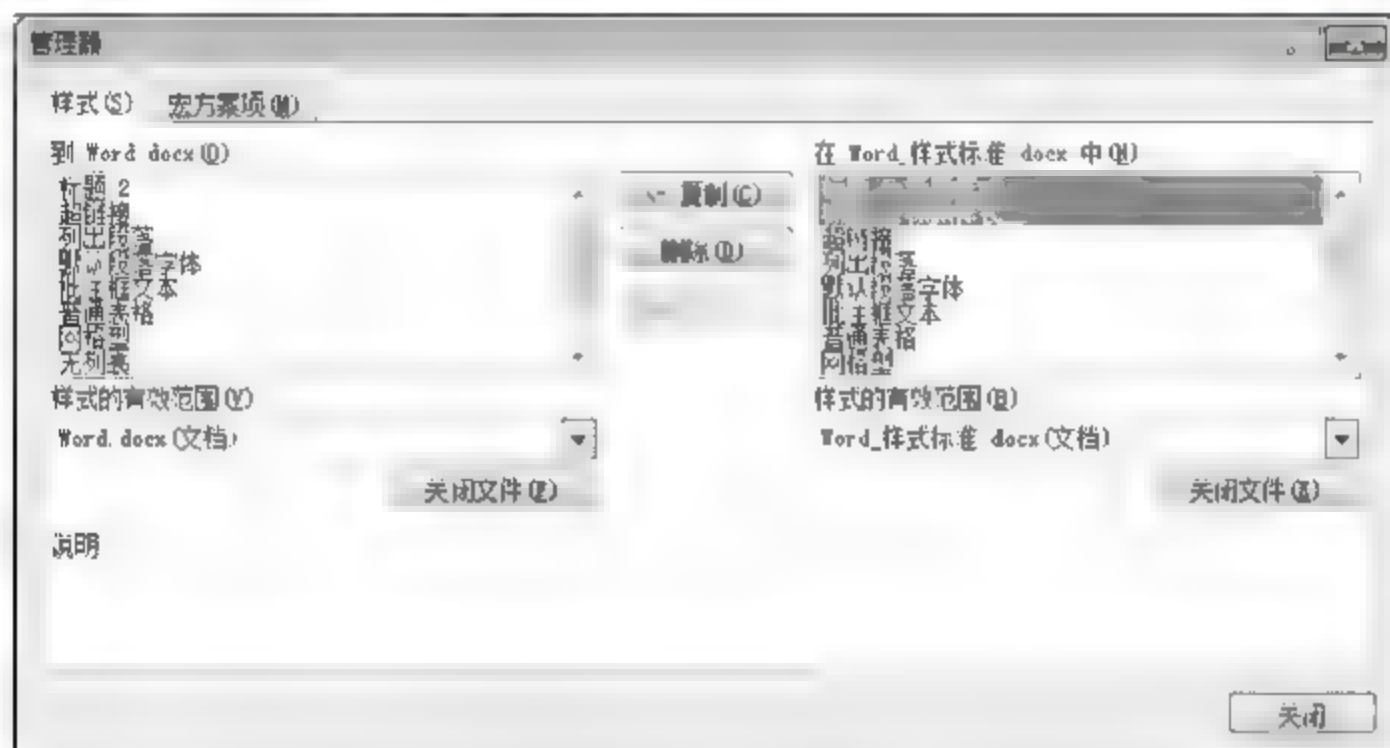 管理器
样式(S) 宏方案项(M)
到 Word docx(O)
标题 2
超链接
列出段落
默认段落字体
批注框文本
普通表格
网格型
无列表
样式的有效范围(V)
Word.docx(文档)
关闭文件(F)
复制(C)
删除(D)
在 Word_样式标准 docx 中(N)
超链接
列出段落
默认段落字体
批注框文本
普通表格
网格型
样式的有效范围(R)
Word_样式标准 docx(文档)
关闭文件(A)
说明
关闭